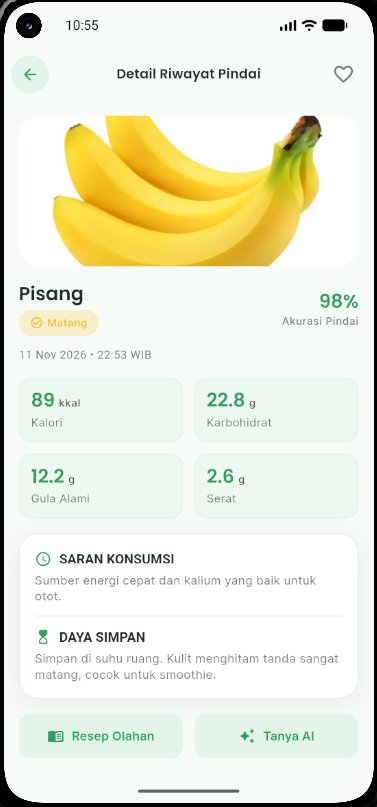 10:55
Detail Riwayat Pindai
Pisang
98%
Matang
Akurasi Pindai
11 Nov 2026 • 22:53 WIB
89 kkal
Kalori
22.8 g
Karbohidrat
12.2 g
Gula Alami
2.6 g
Serat
SARAN KONSUMSI
Sumber energi cepat dan kalium yang baik untuk
otot.
DAYA SIMPAN
Simpan di suhu ruang. Kulit menghitam tanda sangat
matang, cocok untuk smoothie.
Resep Olahan
Tanya AI